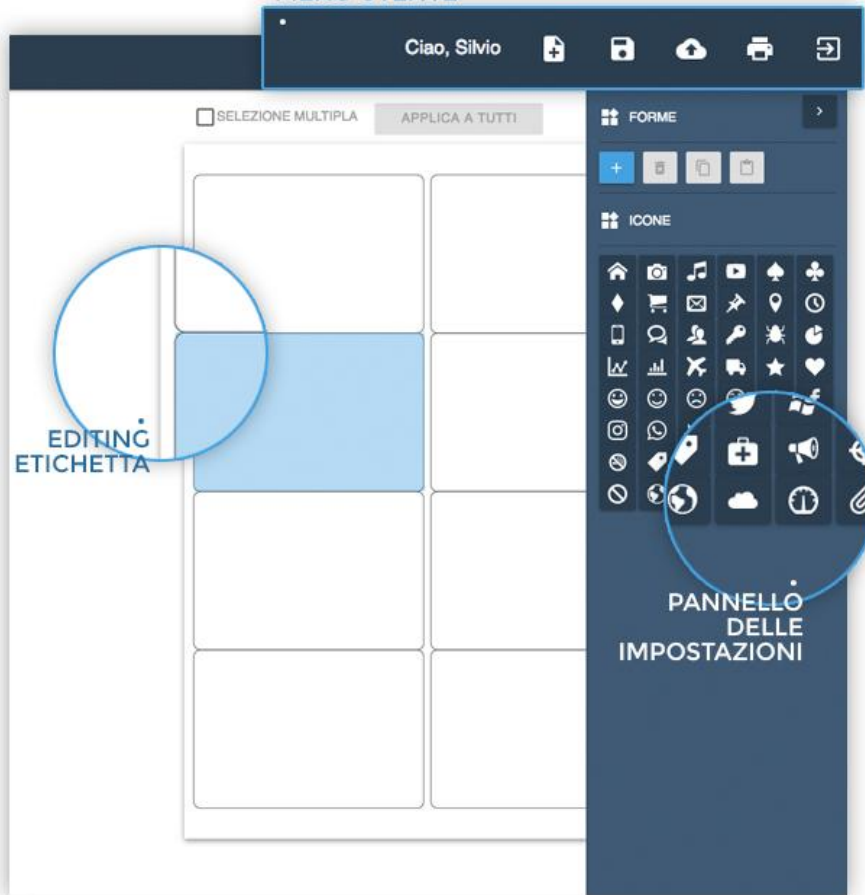 Ciao, Silvio
SELEZIONE MULTIPLA
APPLICA A TUTTI
FORME
ICONE
EDITING
ETICHETTA
PANNELLO
DELLE
IMPOSTAZIONI